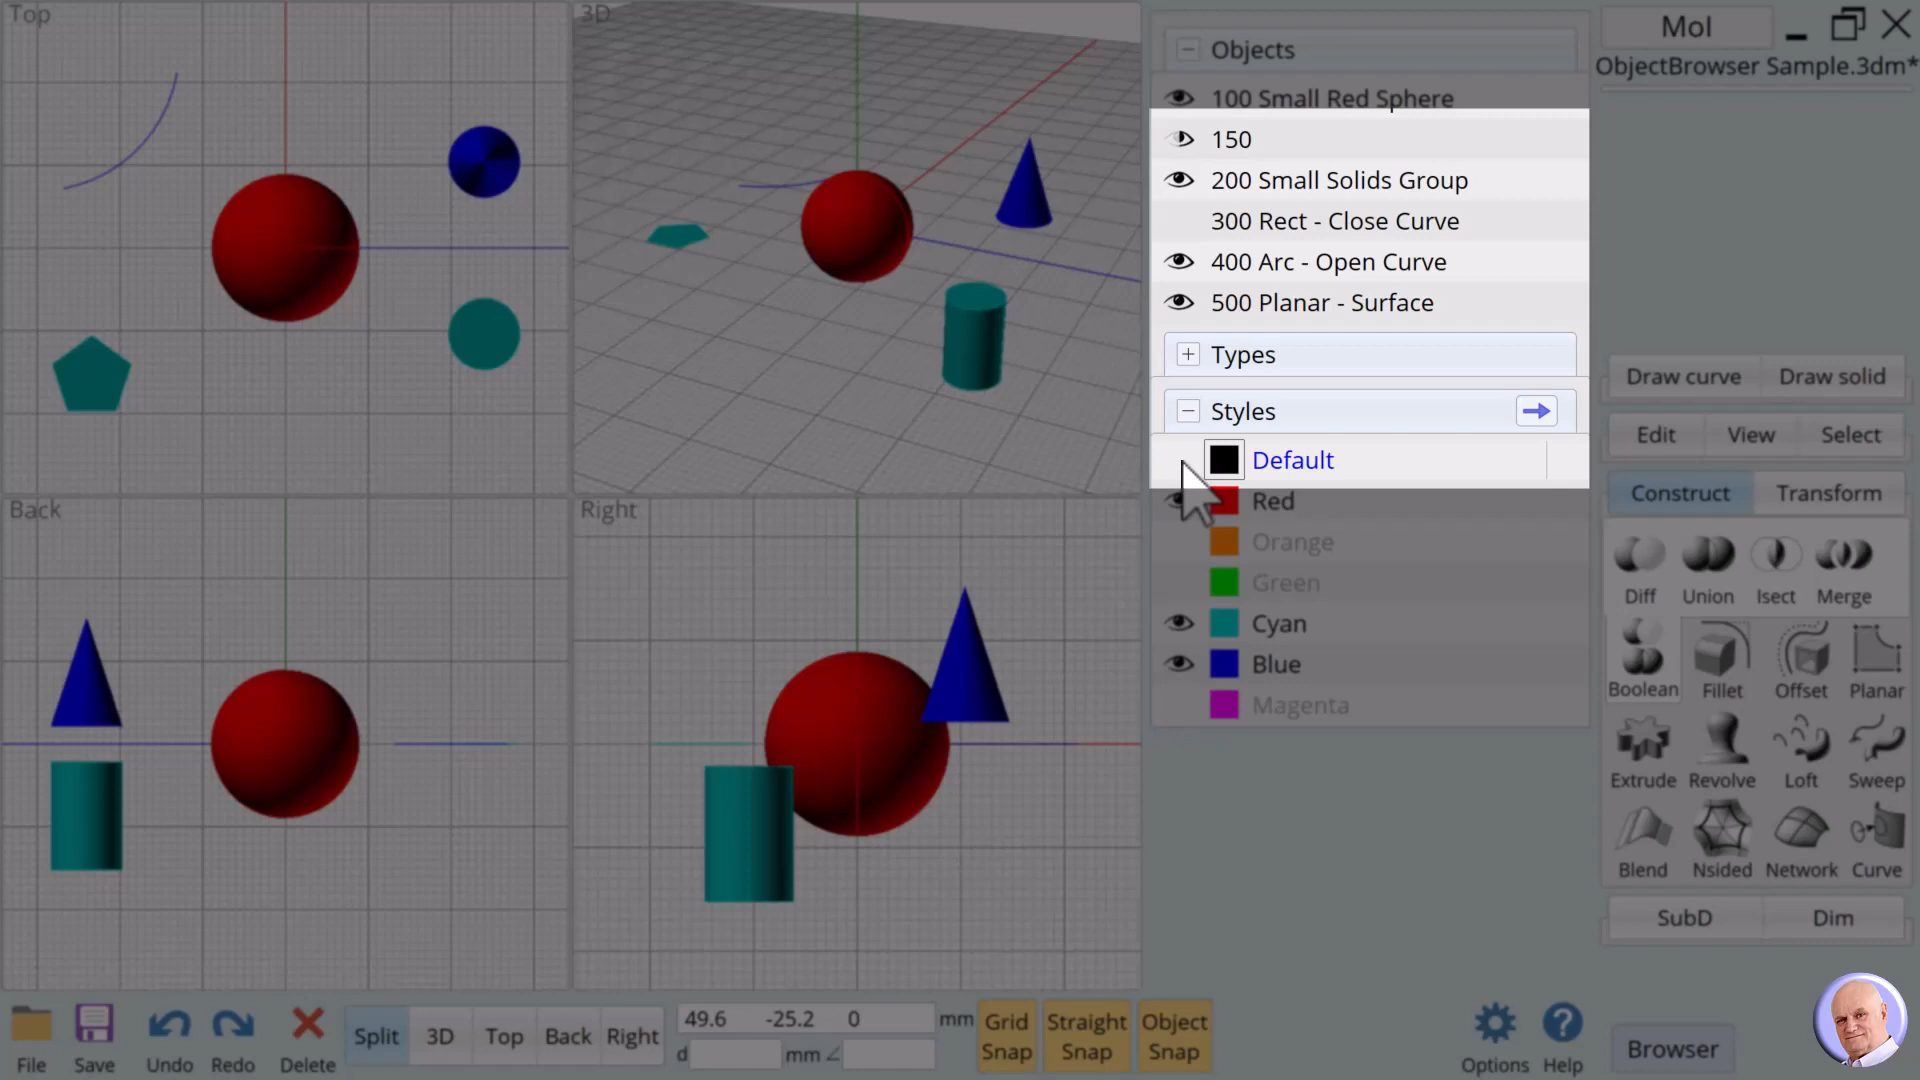 Top
3D
Objects
100 Small Red Sphere
150
200 Small Solids Group
300 Rect - Close Curve
400 Arc - Open Curve
500 Planar - Surface
Types
Styles
Default
Red
Orange
Green
Cyan
Blue
Magenta
MoI
ObjectBrowser Sample.3dm*
Draw curve Draw solid
Edit View Select
Construct Transform
Diff Union Isect Merge
Boolean Fillet Offset Planar
Extrude Revolve Loft Sweep
Blend Nsided Network Curve
SubD Dim
Back
Right
File Save Undo Redo Delete
Split 3D Top Back Right
49.6 -25.2 0 mm
d mm ∠
Grid Snap
Straight Snap
Object Snap
Options Help
Browser